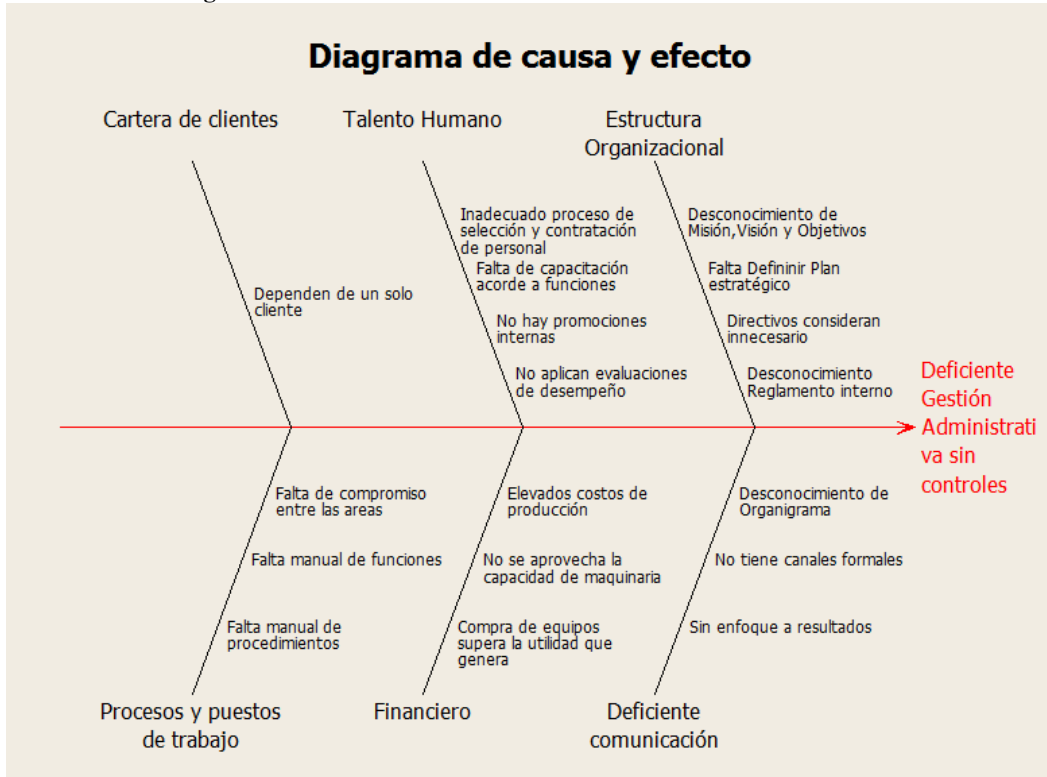 Diagrama de causa y efecto
Cartera de clientes
Talento Humano
Estructura
Organizacional
Dependen de un solo
cliente
Inadecuado proceso de
selección y contratación
de personal
Falta de capacitación
acorde a funciones
No hay promociones
internas
No aplican evaluaciones
de desempeño
Desconocimiento de
Misión,Visión y Objetivos
Falta Defininir Plan
estratégico
Directivos consideran
innecesario
Desconocimiento
Reglamento interno
Deficiente
Gestión
Administrati
va sin
controles
Falta de compromiso
entre las areas
Falta manual de funciones
Falta manual de
procedimientos
Elevados costos de
producción
No se aprovecha la
capacidad de maquinaria
Compra de equipos
supera la utilidad que
genera
Desconocimiento de
Organigrama
No tiene canales formales
Sin enfoque a resultados
Procesos y puestos
de trabajo
Financiero
Deficiente
comunicación